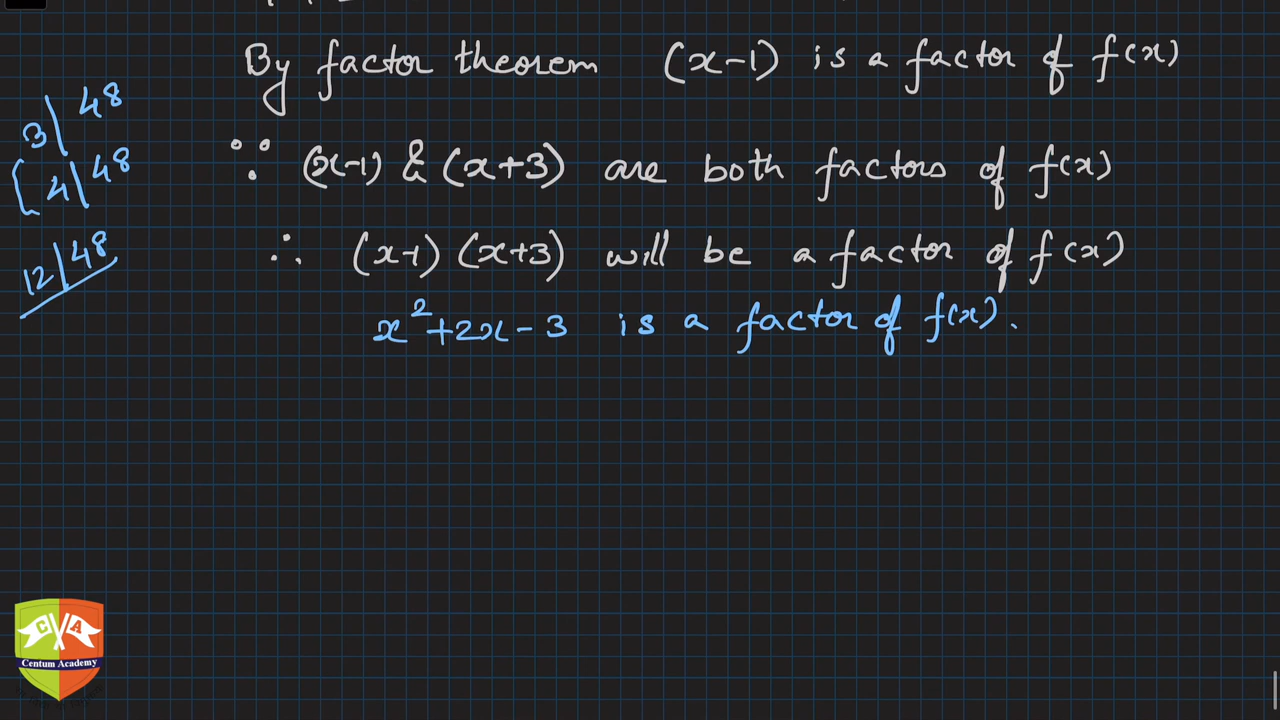 By factor theorem (x-1) is a factor of f(x)
3|48
∵ (x-1) & (x+3) are both factors of f(x)
4|48
∴ (x-1) (x+3) will be a factor of f(x)
12|48
x²+2x-3 is a factor of f(x).
C A
Centum Academy